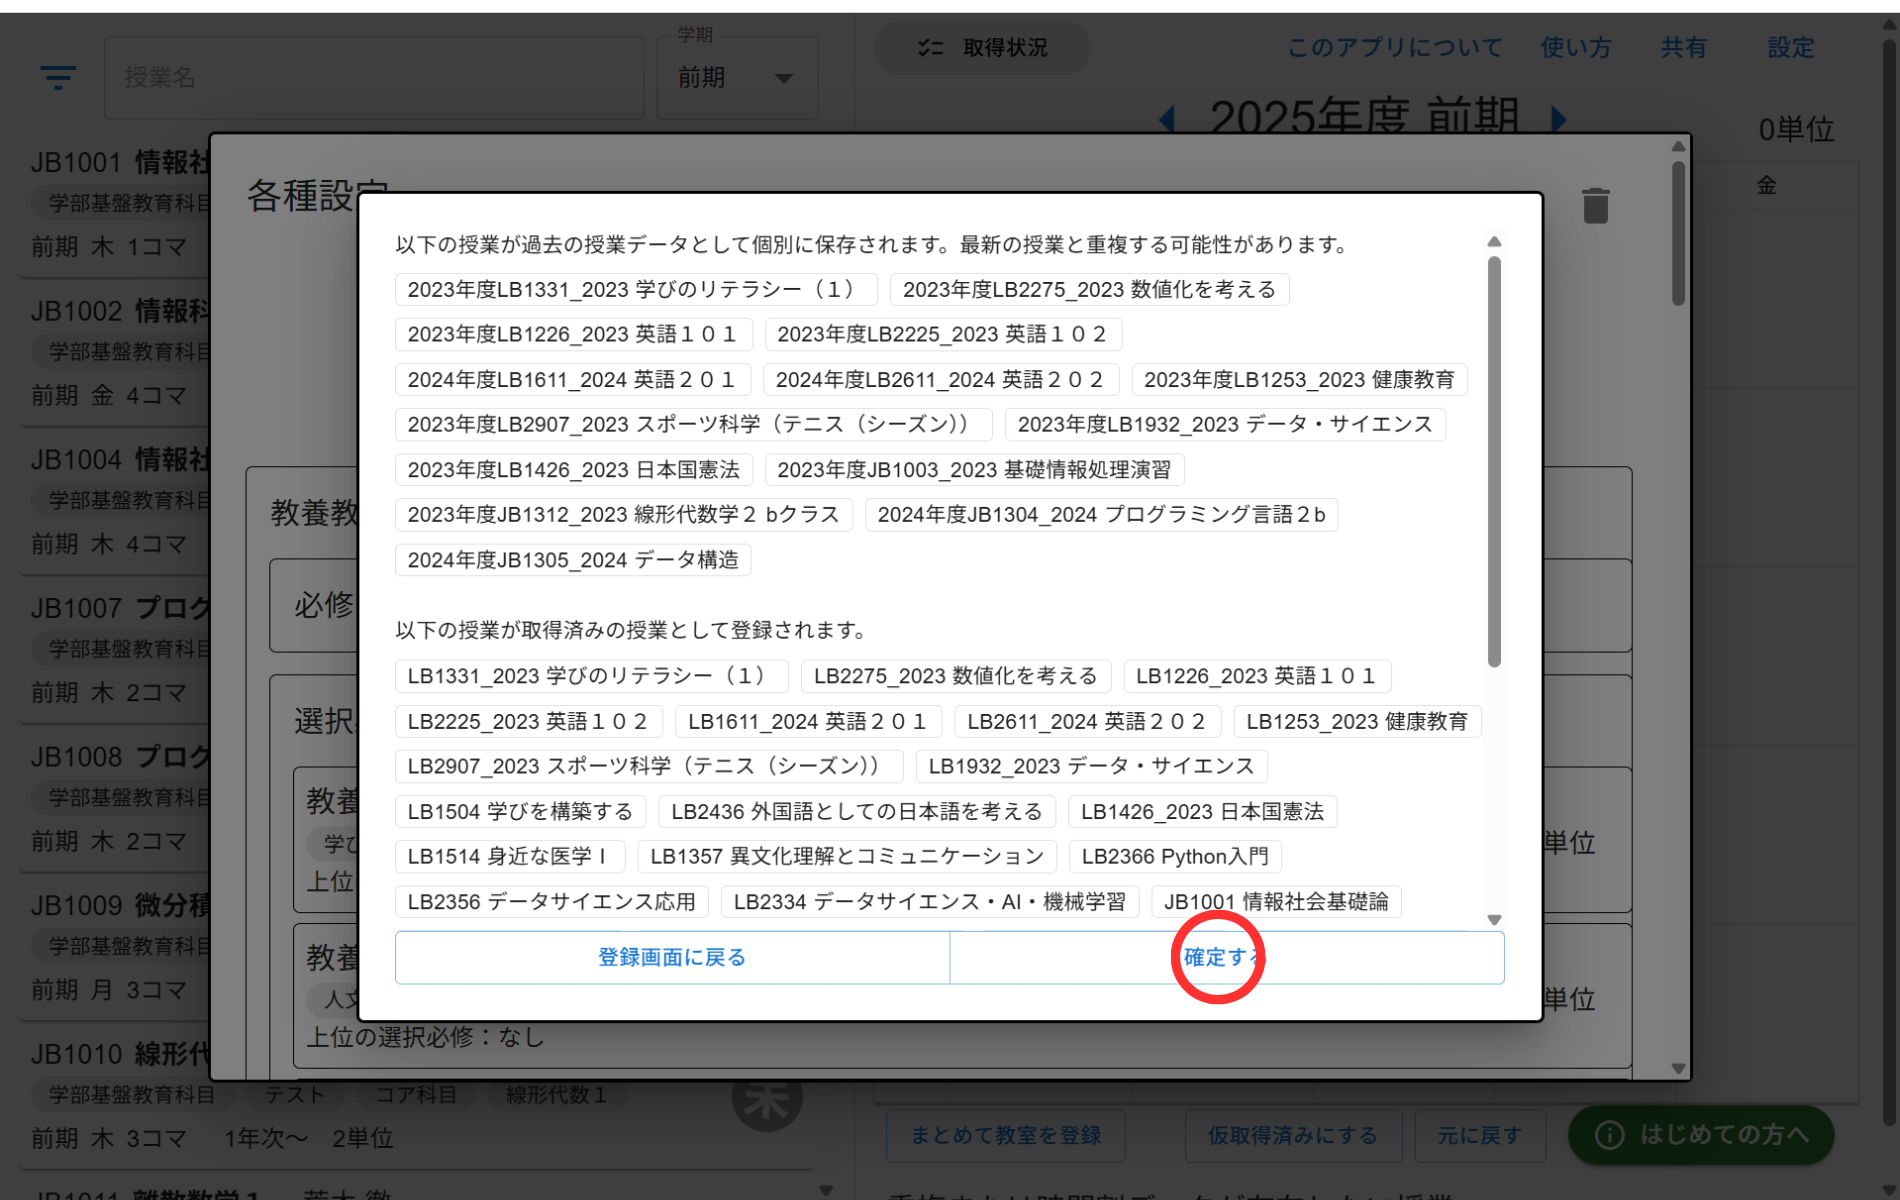 授業名
学期
前期
取得状況
このアプリについて 使い方 共有 設定
2025年度 前期
0単位
金
JB1001 情報社
学部基盤教育科目
前期 木 1コマ
JB1002 情報科
学部基盤教育科目
前期 金 4コマ
JB1004 情報社
学部基盤教育科目
前期 木 4コマ
JB1007 プログ
学部基盤教育科目
前期 木 2コマ
JB1008 プログ
学部基盤教育科目
前期 木 2コマ
JB1009 微分積
学部基盤教育科目
前期 月 3コマ
JB1010 線形代
学部基盤教育科目 テスト コア科目 線形代数１
前期 木 3コマ 1年次～ 2単位
未
各種設定
教養教
必修
選択
教養
学び
上位
単位
教養
人文
上位の選択必修：なし
単位
以下の授業が過去の授業データとして個別に保存されます。最新の授業と重複する可能性があります。
2023年度LB1331_2023 学びのリテラシー（１） 2023年度LB2275_2023 数値化を考える
2023年度LB1226_2023 英語１０１ 2023年度LB2225_2023 英語１０２
2024年度LB1611_2024 英語２０１ 2024年度LB2611_2024 英語２０２ 2023年度LB1253_2023 健康教育
2023年度LB2907_2023 スポーツ科学（テニス（シーズン）） 2023年度LB1932_2023 データ・サイエンス
2023年度LB1426_2023 日本国憲法 2023年度JB1003_2023 基礎情報処理演習
2023年度JB1312_2023 線形代数学２ bクラス 2024年度JB1304_2024 プログラミング言語２b
2024年度JB1305_2024 データ構造
以下の授業が取得済みの授業として登録されます。
LB1331_2023 学びのリテラシー（１） LB2275_2023 数値化を考える LB1226_2023 英語１０１
LB2225_2023 英語１０２ LB1611_2024 英語２０１ LB2611_2024 英語２０２ LB1253_2023 健康教育
LB2907_2023 スポーツ科学（テニス（シーズン）） LB1932_2023 データ・サイエンス
LB1504 学びを構築する LB2436 外国語としての日本語を考える LB1426_2023 日本国憲法
LB1514 身近な医学Ⅰ LB1357 異文化理解とコミュニケーション LB2366 Python入門
LB2356 データサイエンス応用 LB2334 データサイエンス・AI・機械学習 JB1001 情報社会基礎論
登録画面に戻る 確定する
まとめて教室を登録 仮取得済みにする 元に戻す はじめての方へ